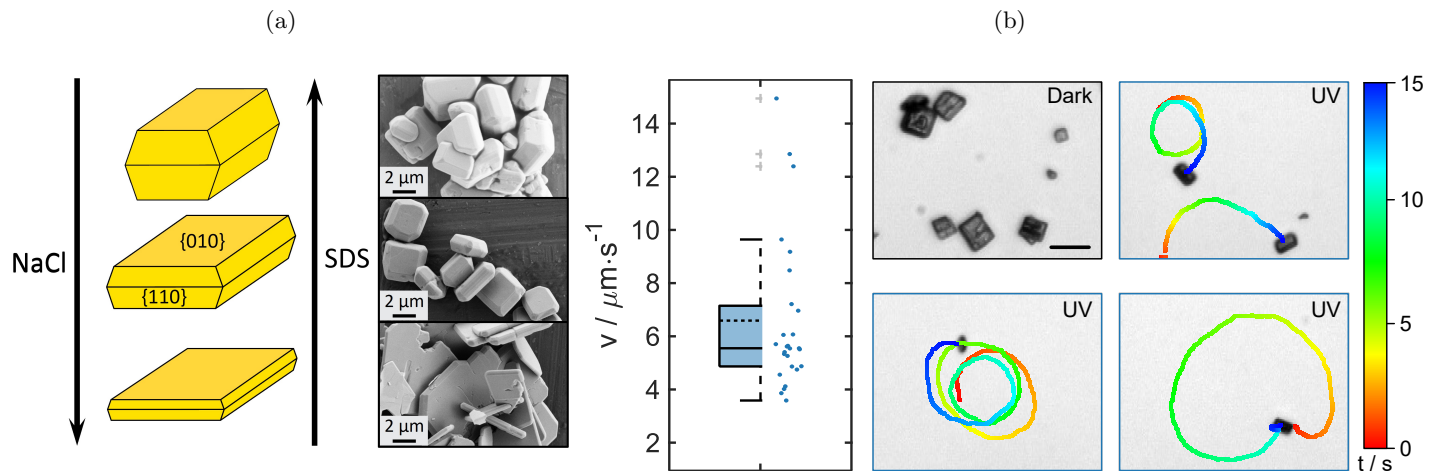 (a)
(b)
NaCl
{010}
{110}
SDS
2 µm
2 µm
2 µm
v / µm·s⁻¹
14
12
10
8
6
4
2
Dark
UV
UV
UV
15
10
5
0
t / s